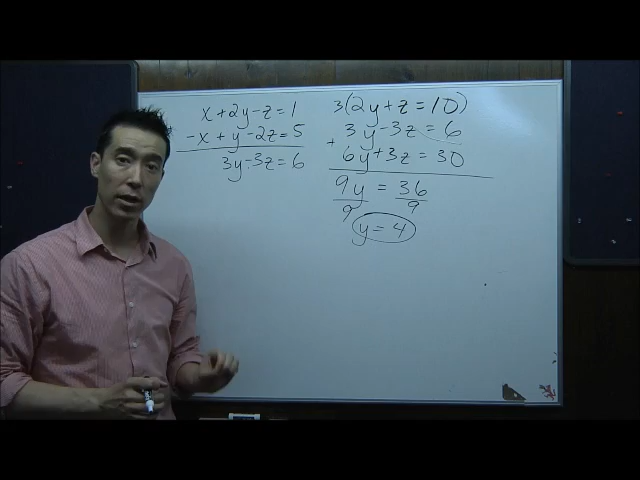 x + 2y - z = 1
-x + y - 2z = 5
3y - 3z = 6
3(2y + z = 10)
3y - 3z = 6
+ 6y + 3z = 30
9y = 36
9 9
y = 4